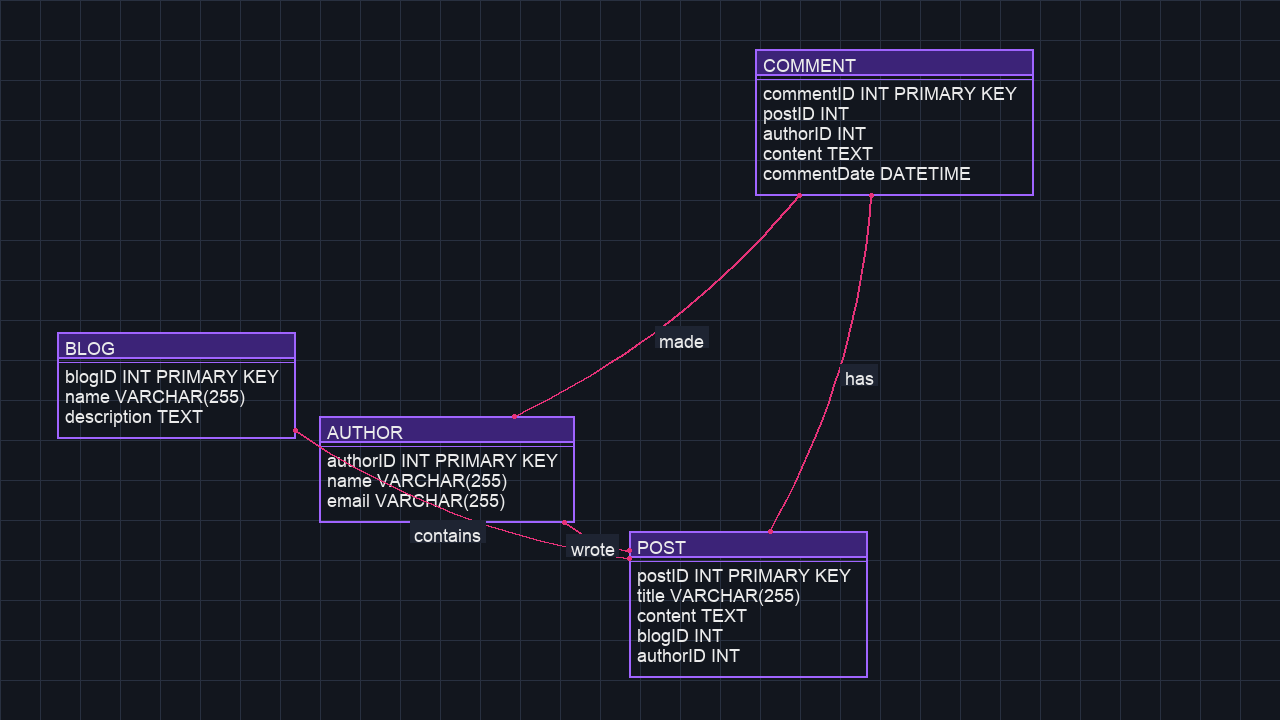 COMMENT
commentID INT PRIMARY KEY
postID INT
authorID INT
content TEXT
commentDate DATETIME
made
has
BLOG
blogID INT PRIMARY KEY
name VARCHAR(255)
description TEXT
AUTHOR
authorID INT PRIMARY KEY
name VARCHAR(255)
email VARCHAR(255)
contains
wrote
POST
postID INT PRIMARY KEY
title VARCHAR(255)
content TEXT
blogID INT
authorID INT